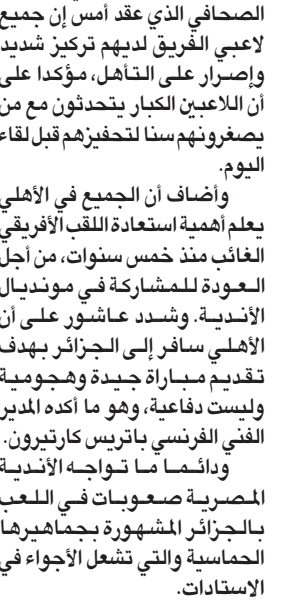 الصحافي الذي عقد أمس إن جميع
لاعبي الفريق لديهم تركيز شديد
وإصرار على التأهل، مؤكدا على
أن اللاعبين الكبار يتحدثون مع من
يصغرونهم سنا لتحفيزهم قبل لقاء
اليوم.
وأضاف أن الجميع في الأهلي
يعلم أهمية استعادة اللقب الأفريقي
الغائب منذ خمس سنوات، من أجل
العودة للمشاركة في مونديال
الأندية. وشدد عاشور على أن
الأهلي سافر إلى الجزائر بهدف
تقديم مباراة جيدة وهجومية
وليست دفاعية، وهو ما أكده المدير
الفني الفرنسي باتريس كارتيرون.
ودائما ما تواجه الأندية
المصرية صعوبات في اللعب
بالجزائر المشهورة بجماهيرها
الحماسية والتي تشعل الأجواء في
الاستادات.